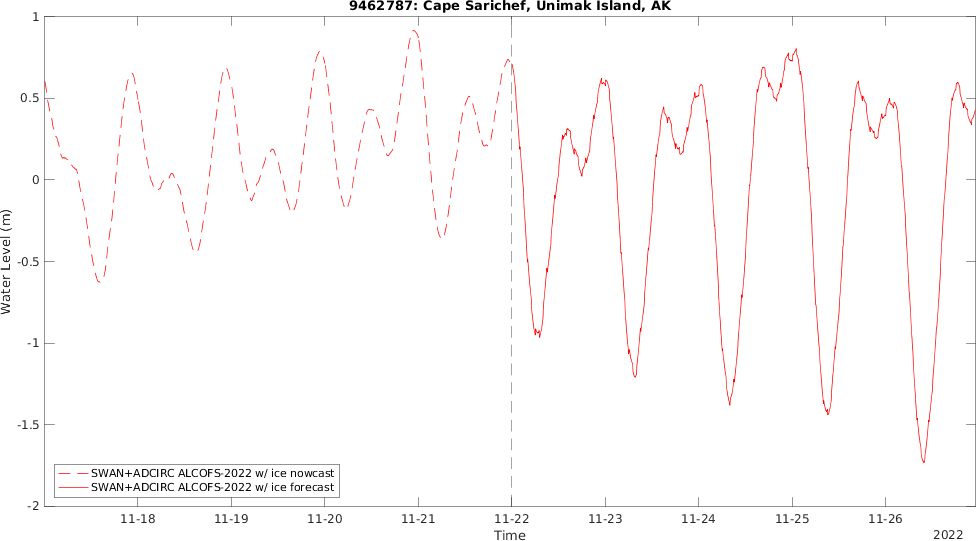 9462787: Cape Sarichef, Unimak Island, AK
Water Level (m)
1
0.5
0
-0.5
-1
-1.5
-2
SWAN+ADCIRC ALCOFS-2022 w/ ice nowcast
SWAN+ADCIRC ALCOFS-2022 w/ ice forecast
11-18 11-19 11-20 11-21 11-22 11-23 11-24 11-25 11-26
Time
2022